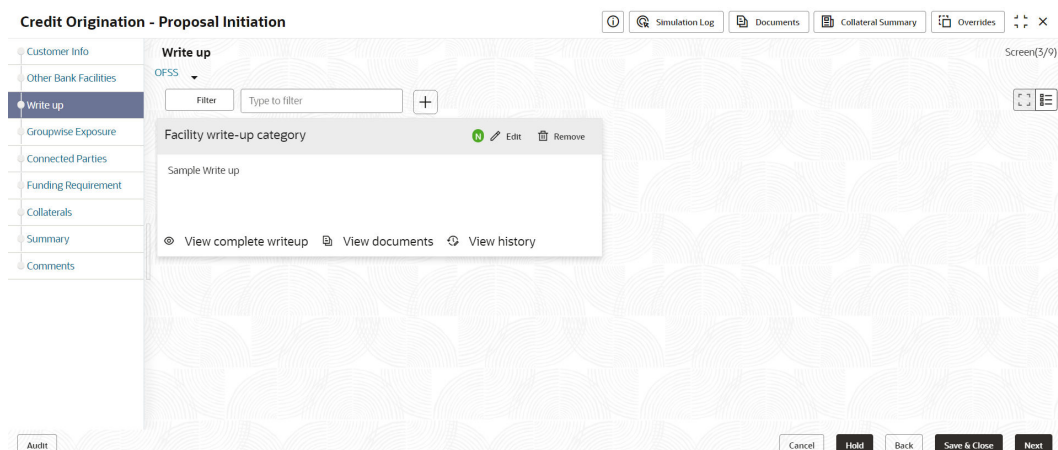 Credit Origination - Proposal Initiation
Simulation Log
Documents
Collateral Summary
Overrides
Customer Info
Other Bank Facilities
Write up
Groupwise Exposure
Connected Parties
Funding Requirement
Collaterals
Summary
Comments
Write up
Screen(3/9)
OFSS
Filter
Type to filter
Facility write-up category
N
Edit
Remove
Sample Write up
View complete writeup
View documents
View history
Audit
Cancel
Hold
Back
Save & Close
Next